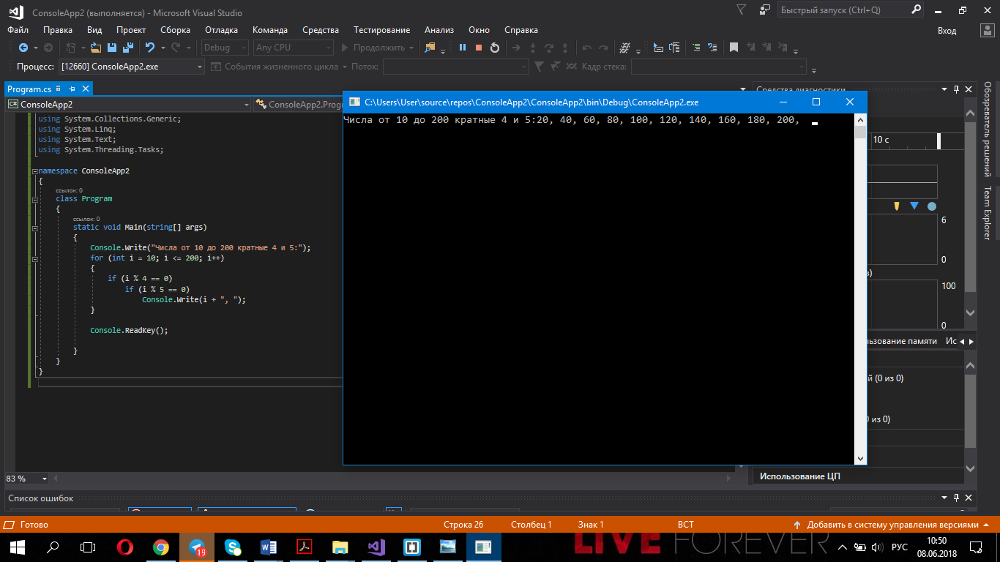 ConsoleApp2 (выполняется) - Microsoft Visual Studio
Быстрый запуск (Ctrl+Q)
Файл Правка Вид Проект Сборка Отладка Команда Средства Тестирование Анализ Окно Справка
Вход
Debug Any CPU Продолжить
Процесс: [12660] ConsoleApp2.exe События жизненного цикла Поток: Кадр стека:
Program.cs
ConsoleApp2 ConsoleApp2.Progr
using System.Collections.Generic;
using System.Linq;
using System.Text;
using System.Threading.Tasks;
namespace ConsoleApp2
{
ссылок: 0
class Program
{
ссылок: 0
static void Main(string[] args)
{
Console.Write("Числа от 10 до 200 кратные 4 и 5:");
for (int i = 10; i <= 200; i++)
{
if (i % 4 == 0)
if (i % 5 == 0)
Console.Write(i + ", ");
}
Console.ReadKey();
}
}
}
C:\Users\User\source\repos\ConsoleApp2\ConsoleApp2\bin\Debug\ConsoleApp2.exe
Числа от 10 до 200 кратные 4 и 5:20, 40, 60, 80, 100, 120, 140, 160, 180, 200,
Средства диагностики
10 с
6
0
100
0
льзование памяти Ис
й (0 из 0)
0 из 0)
Использование ЦП
Обозреватель решений
Team Explorer
83 %
Список ошибок
Готово Строка 26 Столбец 1 Знак 1 ВСТ Добавить в систему управления версиями
19
LIVE FOREVER
РУС
10:50
08.06.2018